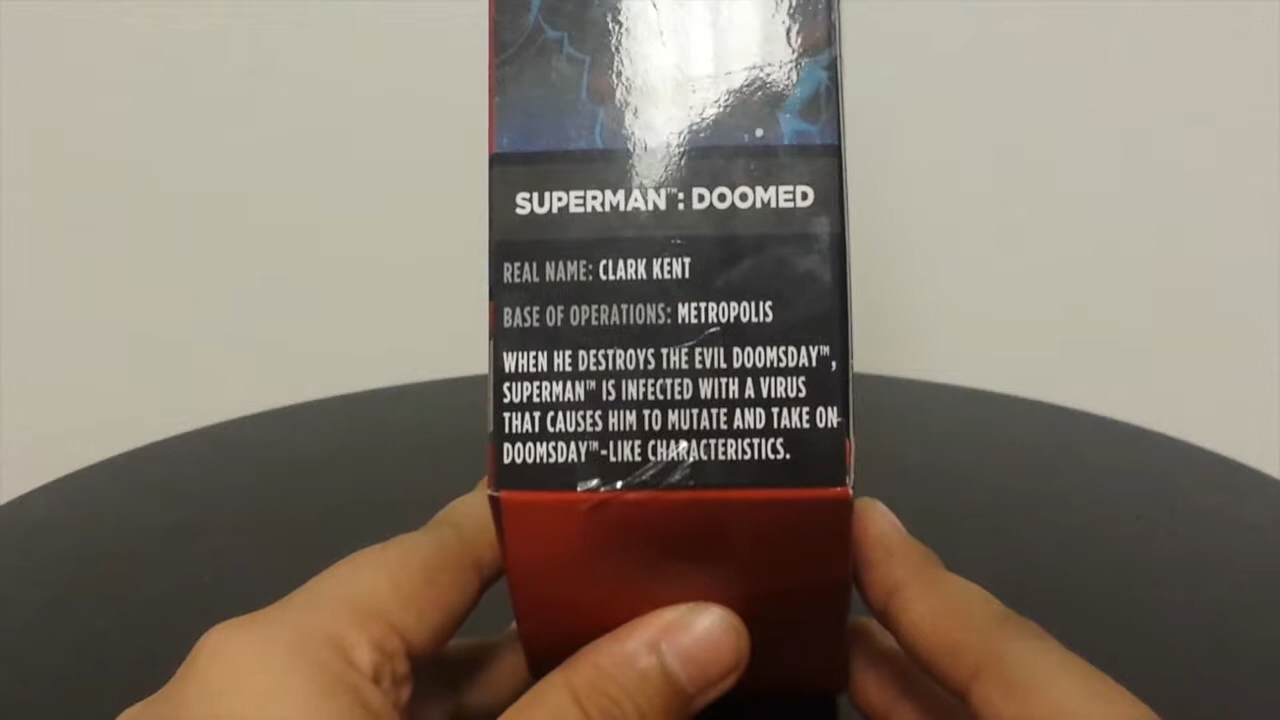 SUPERMAN™: DOOMED
REAL NAME: CLARK KENT
BASE OF OPERATIONS: METROPOLIS
WHEN HE DESTROYS THE EVIL DOOMSDAY™,
SUPERMAN™ IS INFECTED WITH A VIRUS
THAT CAUSES HIM TO MUTATE AND TAKE ON
DOOMSDAY™-LIKE CHARACTERISTICS.